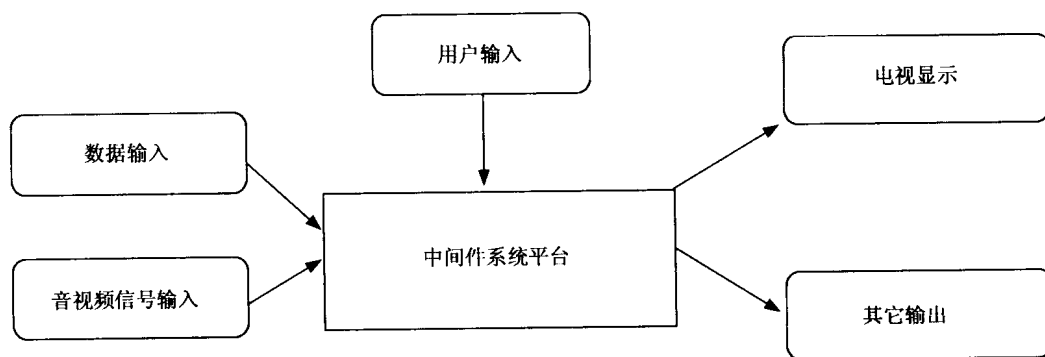 用户输入
电视显示
数据输入
中间件系统平台
音视频信号输入
其它输出